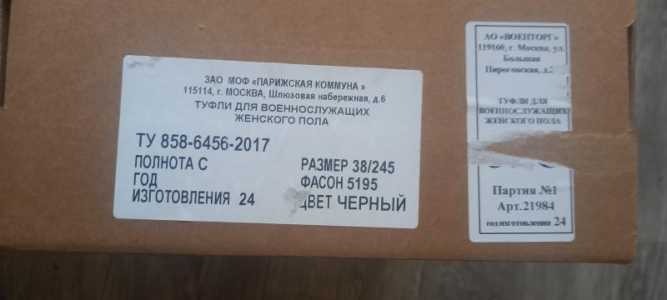 ЗАО МОФ «ПАРИЖСКАЯ КОММУНА »
115114, г. МОСКВА, Шлюзовая набережная, д.6
ТУФЛИ ДЛЯ ВОЕННОСЛУЖАЩИХ
ЖЕНСКОГО ПОЛА
ТУ 858-6456-2017
ПОЛНОТА С
РАЗМЕР 38/245
ГОД
ФАСОН 5195
ИЗГОТОВЛЕНИЯ 24
ЦВЕТ ЧЕРНЫЙ
АО «ВОЕНТОРГ»
119160, г. Москва, ул.
Большая
Пироговская,
ТУФЛИ ДЛЯ
ВОЕННОСЛУЖАЩИХ
ЖЕНСКОГО ПОЛА
Партия №1
Арт.21984
год изготовления 24